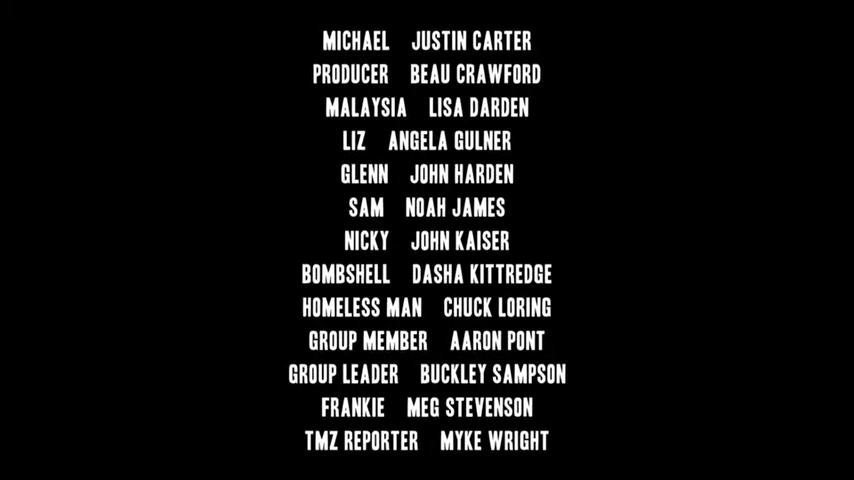 MICHAEL JUSTIN CARTER
PRODUCER BEAU CRAWFORD
MALAYSIA LISA DARDEN
LIZ ANGELA GULNER
GLENN JOHN HARDEN
SAM NOAH JAMES
NICKY JOHN KAISER
BOMBSHELL DASHA KITTREDGE
HOMELESS MAN CHUCK LORING
GROUP MEMBER AARON PONT
GROUP LEADER BUCKLEY SAMPSON
FRANKIE MEG STEVENSON
TMZ REPORTER MYKE WRIGHT